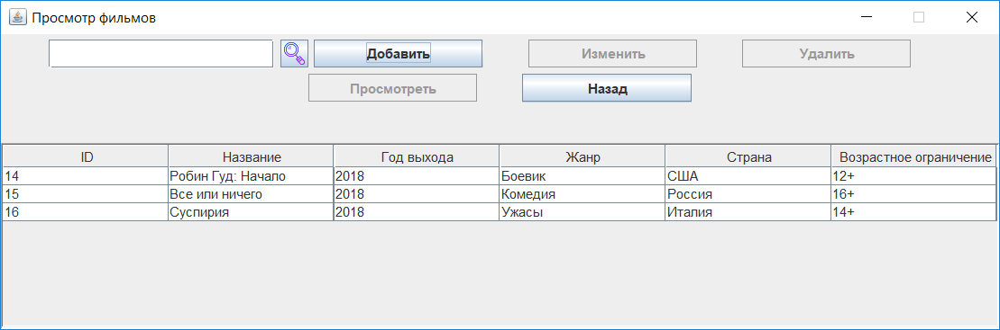 Просмотр фильмов
Добавить Изменить Удалить
Просмотреть Назад
ID Название Год выхода Жанр Страна Возрастное ограничение
14 Робин Гуд: Начало 2018 Боевик США 12+
15 Все или ничего 2018 Комедия Россия 16+
16 Суспирия 2018 Ужасы Италия 14+